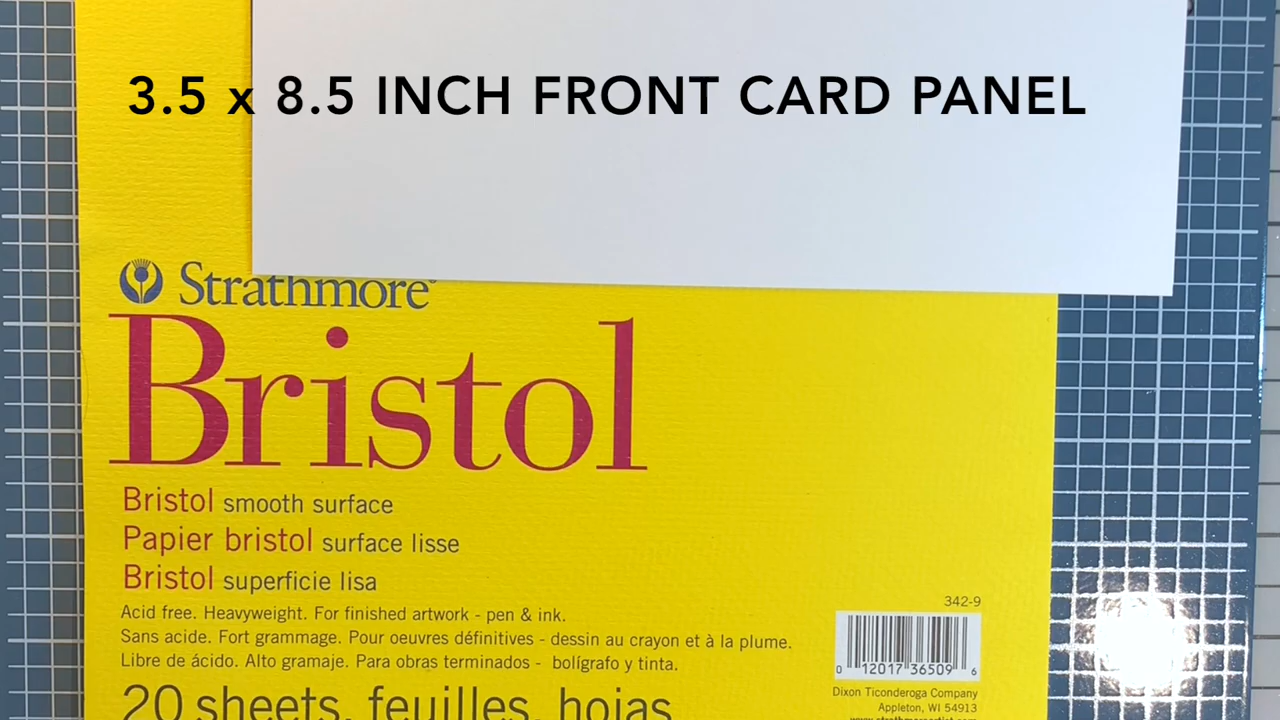 3.5 x 8.5 INCH FRONT CARD PANEL
Strathmore
Bristol
Bristol smooth surface
Papier bristol surface lisse
Bristol superficie lisa
Acid free. Heavyweight. For finished artwork - pen & ink.
Sans acide. Fort grammage. Pour oeuvres définitives - dessin au crayon et à la plume.
Libre de ácido. Alto gramaje. Para obras terminados - bolígrafo y tinta.
20 sheets, feuilles, hojas
342-9
0 12017 36509 6
Dixon Ticonderoga Company
Appleton, WI 54913
www.strathmoreartist.com